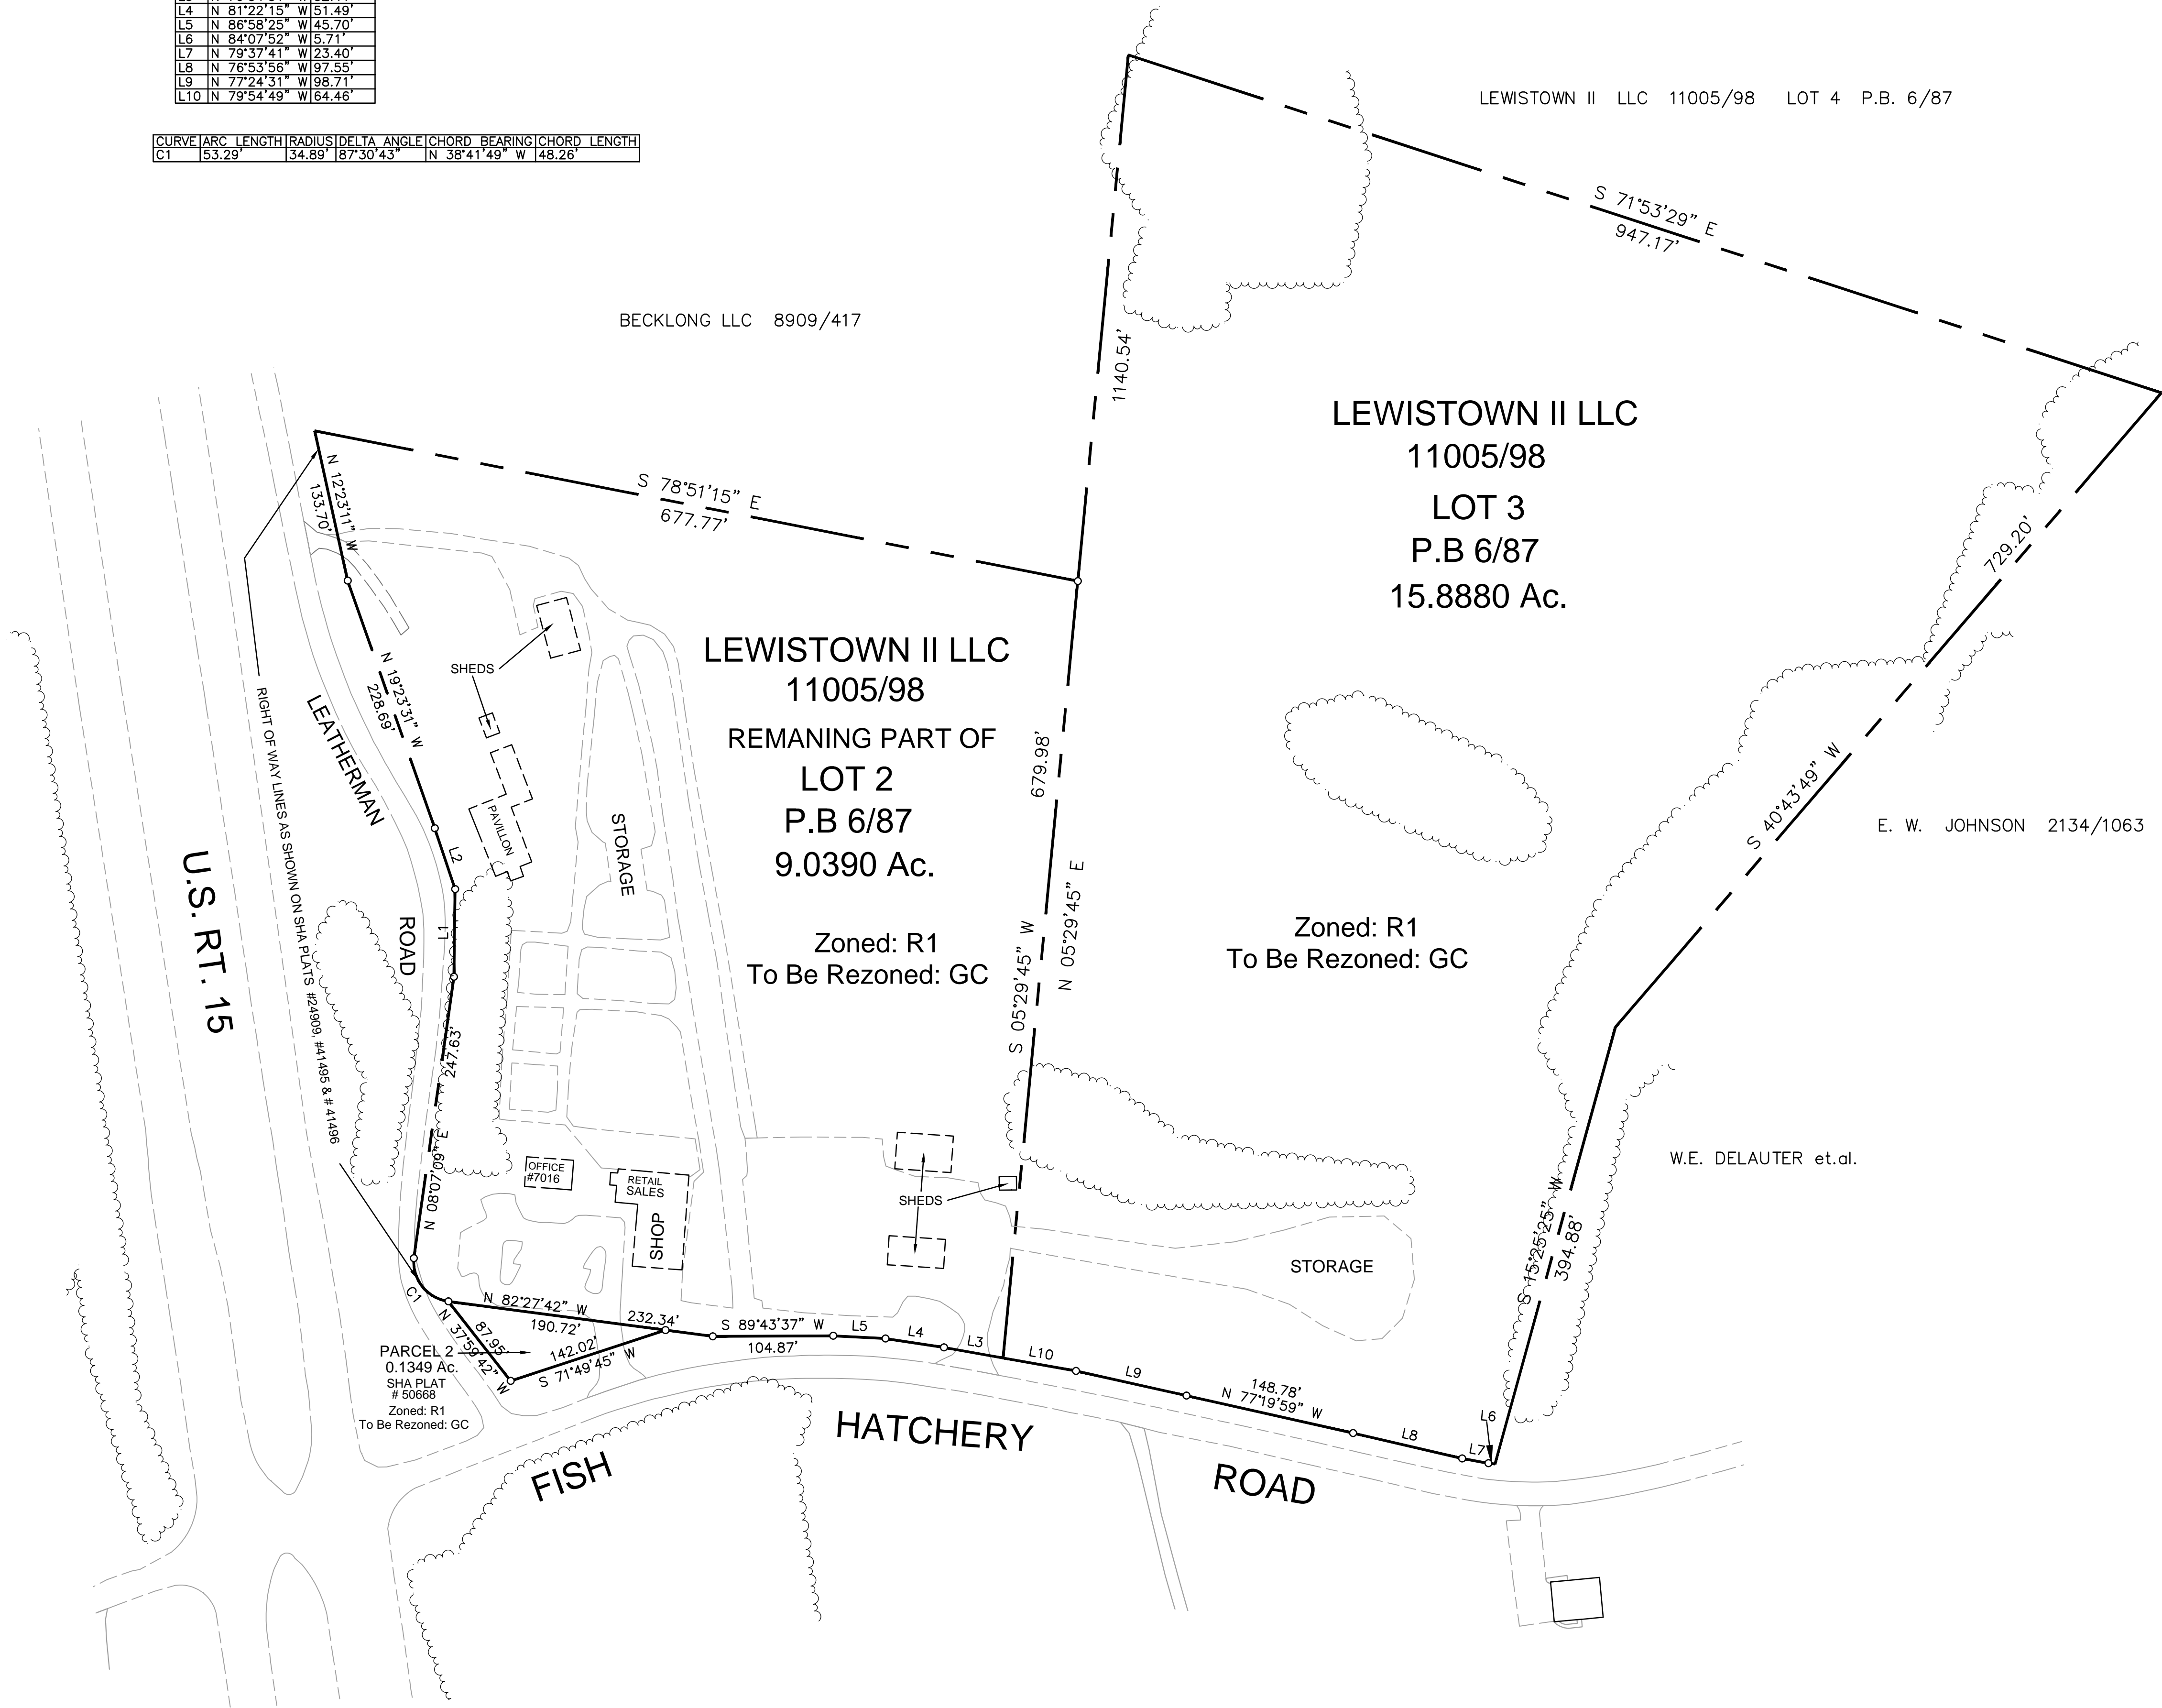 L4 N 81°22'15" W 51.49'
L5 N 86°58'25" W 45.70'
L6 N 84°07'52" W 5.71'
L7 N 79°37'41" W 23.40'
L8 N 76°53'56" W 97.55'
L9 N 77°24'31" W 98.71'
L10 N 79°54'49" W 64.46'
CURVE ARC LENGTH RADIUS DELTA ANGLE CHORD BEARING CHORD LENGTH
C1 53.29' 34.89' 87°30'43" N 38°41'49" W 48.26'
LEWISTOWN II LLC 11005/98 LOT 4 P.B. 6/87
S 71°53'29" E
947.17'
BECKLONG LLC 8909/417
1140.54'
LEWISTOWN II LLC
11005/98
LOT 3
P.B 6/87
15.8880 Ac.
N 12°23'11" W
133.70'
S 78°51'15" E
677.77'
729.20'
S 40°43'49" W
SHEDS
LEWISTOWN II LLC
11005/98
REMANING PART OF
LOT 2
P.B 6/87
9.0390 Ac.
Zoned: R1
To Be Rezoned: GC
679.98'
S 05°29'45" W
N 05°29'45" E
Zoned: R1
To Be Rezoned: GC
E. W. JOHNSON 2134/1063
N 19°23'31" W
228.69'
LEATHERMAN
ROAD
RIGHT OF WAY LINES AS SHOWN ON SHA PLATS #24909, #41495 & # 41496
U.S. RT. 15
PAVILLON
STORAGE
L2
L1
247.63'
N 08°07'09" E
W.E. DELAUTER et.al.
OFFICE
#7016
RETAIL
SALES
SHOP
SHEDS
STORAGE
S 15°25'25" W
394.88'
C1
N 82°27'42" W
190.72'
232.34'
S 89°43'37" W
104.87'
L5
L4
L3
L10
L9
148.78'
N 77°19'59" W
L8
L7
L6
87.95'
N 37°59'42" W
142.02'
S 71°49'45" W
PARCEL 2
0.1349 Ac.
SHA PLAT
# 50668
Zoned: R1
To Be Rezoned: GC
FISH
HATCHERY
ROAD